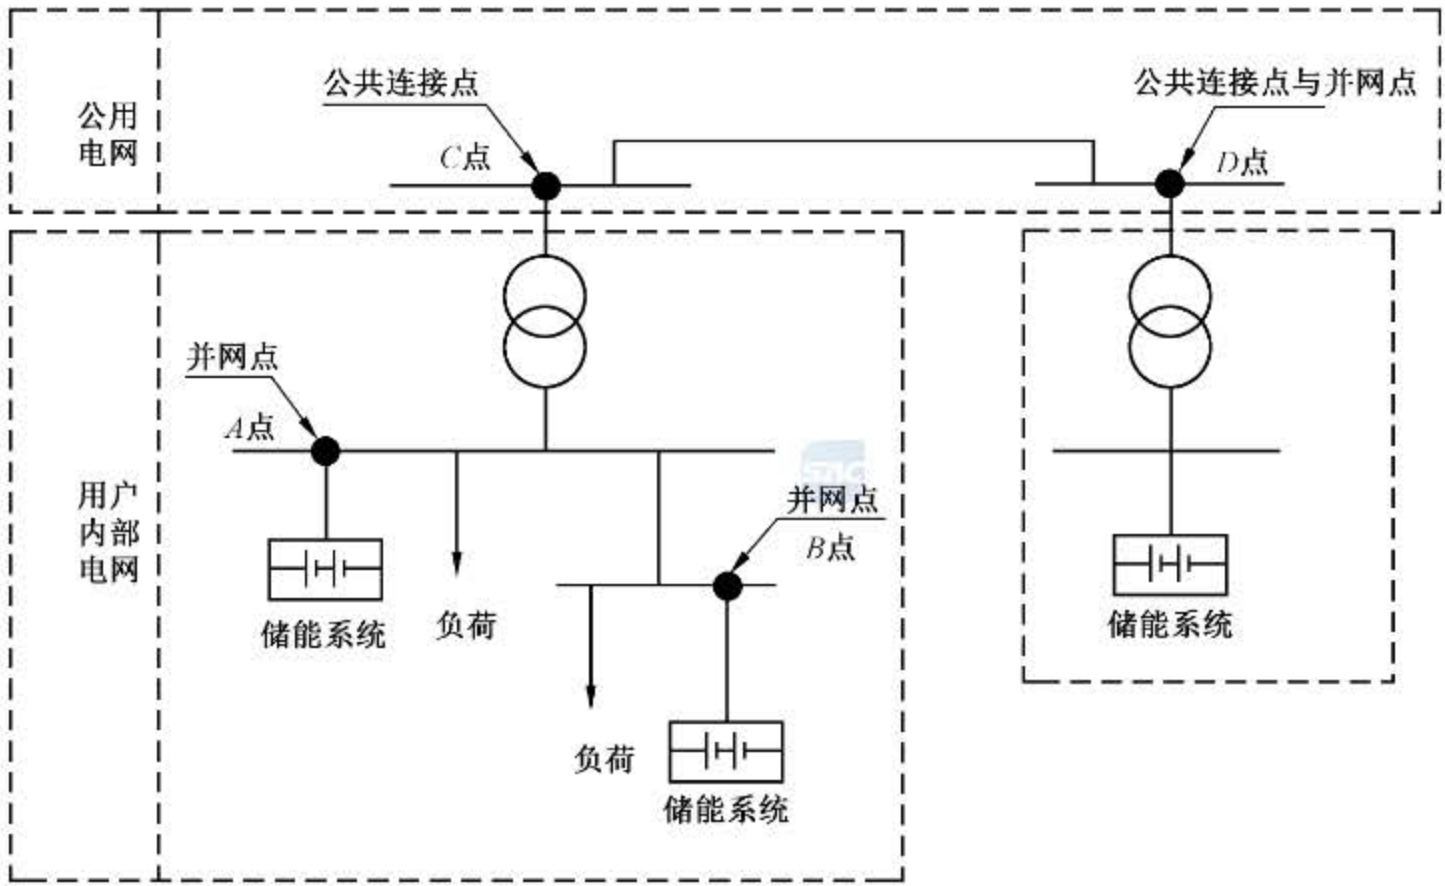 公共连接点
公共连接点与并网点
公用
电网
C点
D点
并网点
A点
并网点
B点
用户
内部
电网
储能系统
负荷
储能系统
负荷
储能系统